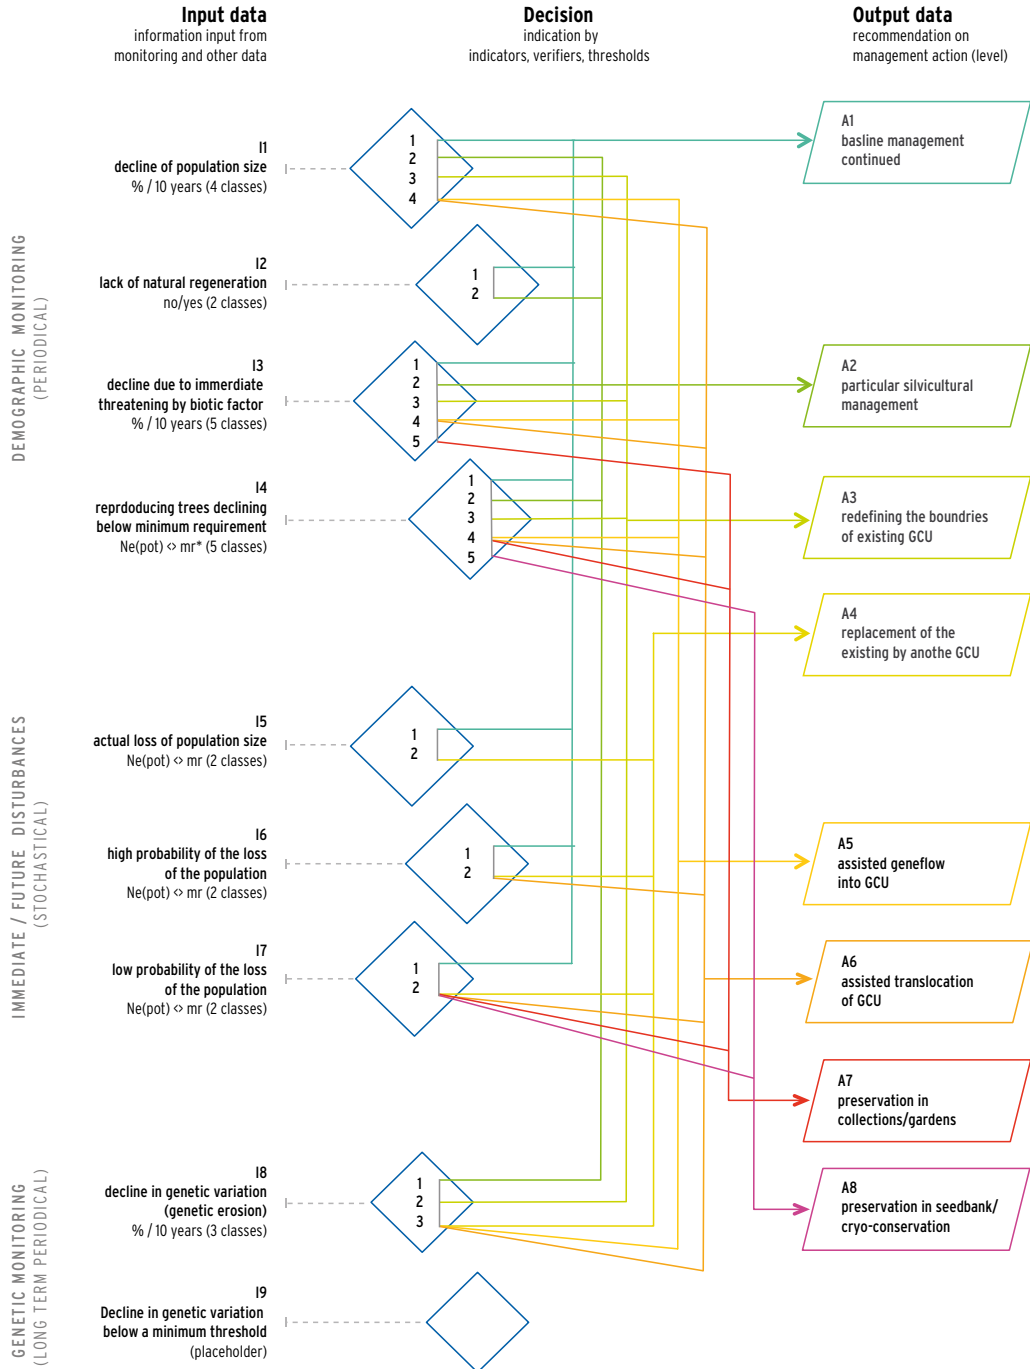 Input data
information input from
monitoring and other data
Decision
indication by
indicators, verifiers, thresholds
Output data
recommendation on
management action (level)
DEMOGRAPHIC MONITORING
(PERIODICAL)
I1
decline of population size
% / 10 years (4 classes)
1
2
3
4
A1
basline management
continued
I2
lack of natural regeneration
no/yes (2 classes)
1
2
I3
decline due to immerdiate
threatening by biotic factor
% / 10 years (5 classes)
1
2
3
4
5
A2
particular silvicultural
management
I4
reprdoducing trees declining
below minimum requirement
Ne(pot) <> mr* (5 classes)
1
2
3
4
5
A3
redefining the boundries
of existing GCU
A4
replacement of the
existing by anothe GCU
IMMEDIATE / FUTURE DISTURBANCES
(STOCHASTICAL)
I5
actual loss of population size
Ne(pot) <> mr (2 classes)
1
2
I6
high probability of the loss
of the population
Ne(pot) <> mr (2 classes)
1
2
A5
assisted geneflow
into GCU
I7
low probability of the loss
of the population
Ne(pot) <> mr (2 classes)
1
2
A6
assisted translocation
of GCU
A7
preservation in
collections/gardens
GENETIC MONITORING
(LONG TERM PERIODICAL)
I8
decline in genetic variation
(genetic erosion)
% / 10 years (3 classes)
1
2
3
A8
preservation in seedbank/
cryo-conservation
I9
Decline in genetic variation
below a minimum threshold
(placeholder)